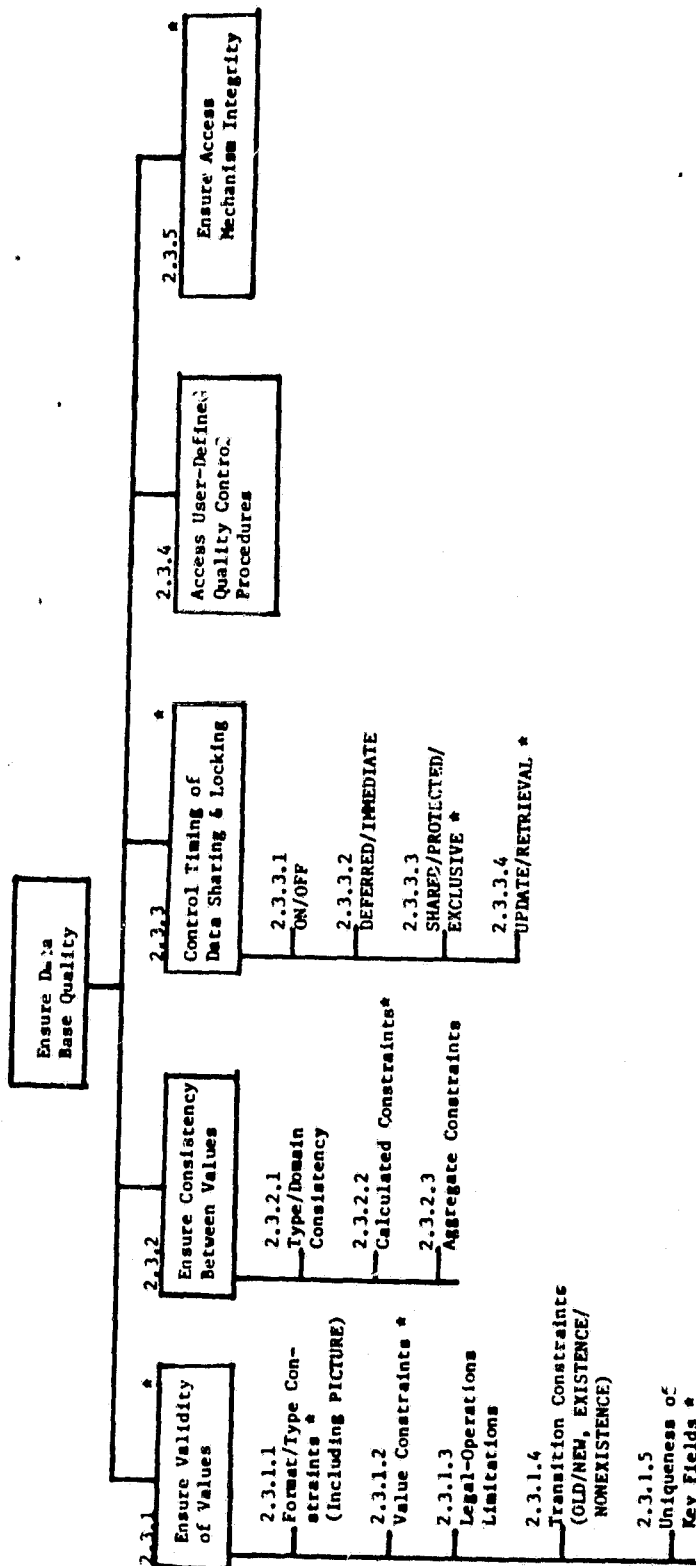 Ensure Data
Base Quality
2.3.1 *
Ensure Validity
of Values
2.3.1.1
Format/Type Con-
straints *
(Including PICTURE)
2.3.1.2
Value Constraints *
2.3.1.3
Legal-Operations
Limitations
2.3.1.4
Transition Constraints
(OLD/NEW, EXISTENCE/
NONEXISTENCE)
2.3.1.5
Uniqueness of
Key Fields *
2.3.2
Ensure Consistency
Between Values
2.3.2.1
Type/Domain
Consistency
2.3.2.2
Calculated Constraints*
2.3.2.3
Aggregate Constraints
2.3.3 *
Control Timing of
Data Sharing & Locking
2.3.3.1
ON/OFF
2.3.3.2
DEFERRED/IMMEDIATE
2.3.3.3
SHARED/PROTECTED/
EXCLUSIVE *
2.3.3.4
UPDATE/RETRIEVAL *
2.3.4
Access User-Defined
Quality Control
Procedures
2.3.5 *
Ensure Access
Mechanism Integrity